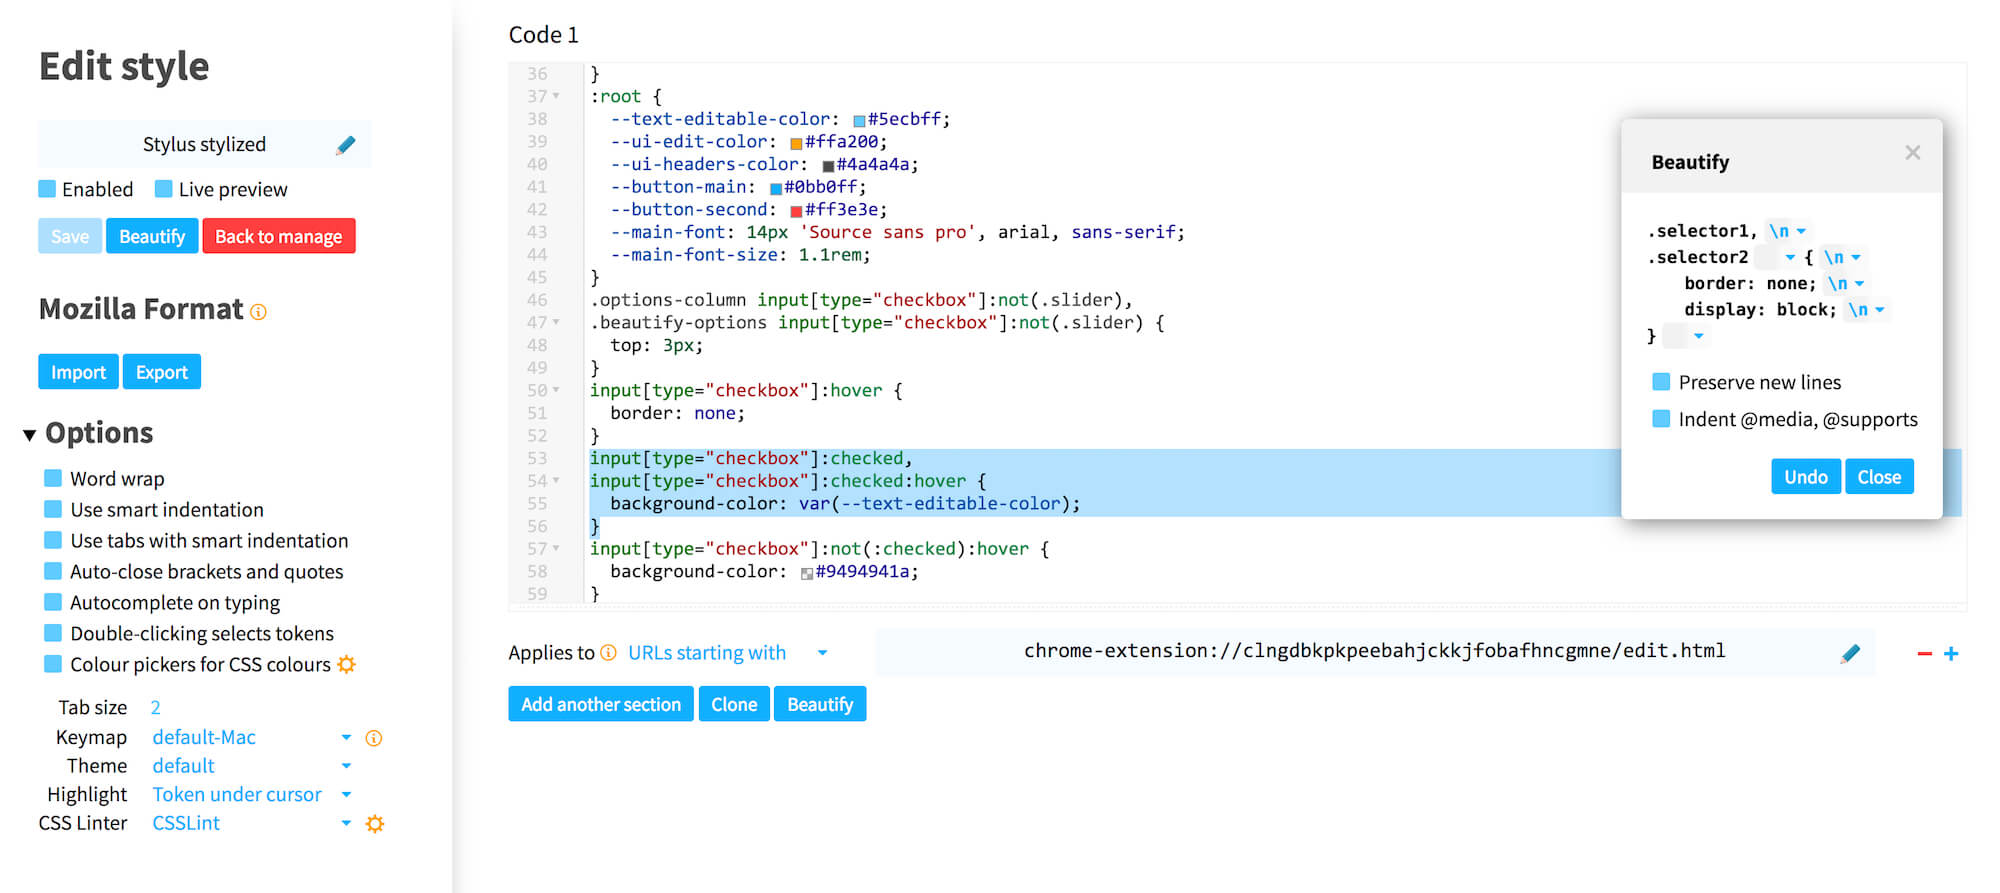 Edit style
Stylus stylized
Enabled Live preview
Save Beautify Back to manage
Mozilla Format
Import Export
Options
Word wrap
Use smart indentation
Use tabs with smart indentation
Auto-close brackets and quotes
Autocomplete on typing
Double-clicking selects tokens
Colour pickers for CSS colours
Tab size 2
Keymap default-Mac
Theme default
Highlight Token under cursor
CSS Linter CSSLint
Code 1
36 }
37 :root {
38 --text-editable-color: #5ecbff;
39 --ui-edit-color: #ffa200;
40 --ui-headers-color: #4a4a4a;
41 --button-main: #0bb0ff;
42 --button-second: #ff3e3e;
43 --main-font: 14px 'Source sans pro', arial, sans-serif;
44 --main-font-size: 1.1rem;
45 }
46 .options-column input[type="checkbox"]:not(.slider),
47 .beautify-options input[type="checkbox"]:not(.slider) {
48 top: 3px;
49 }
50 input[type="checkbox"]:hover {
51 border: none;
52 }
53 input[type="checkbox"]:checked,
54 input[type="checkbox"]:checked:hover {
55 background-color: var(--text-editable-color);
56 }
57 input[type="checkbox"]:not(:checked):hover {
58 background-color: #9494941a;
59 }
Applies to URLs starting with chrome-extension://clngdbkpkpeebahjckkjfobafhncgmne/edit.html
Add another section Clone Beautify
Beautify ×
.selector1, \n
.selector2 { \n
border: none; \n
display: block; \n
}
Preserve new lines
Indent @media, @supports
Undo Close